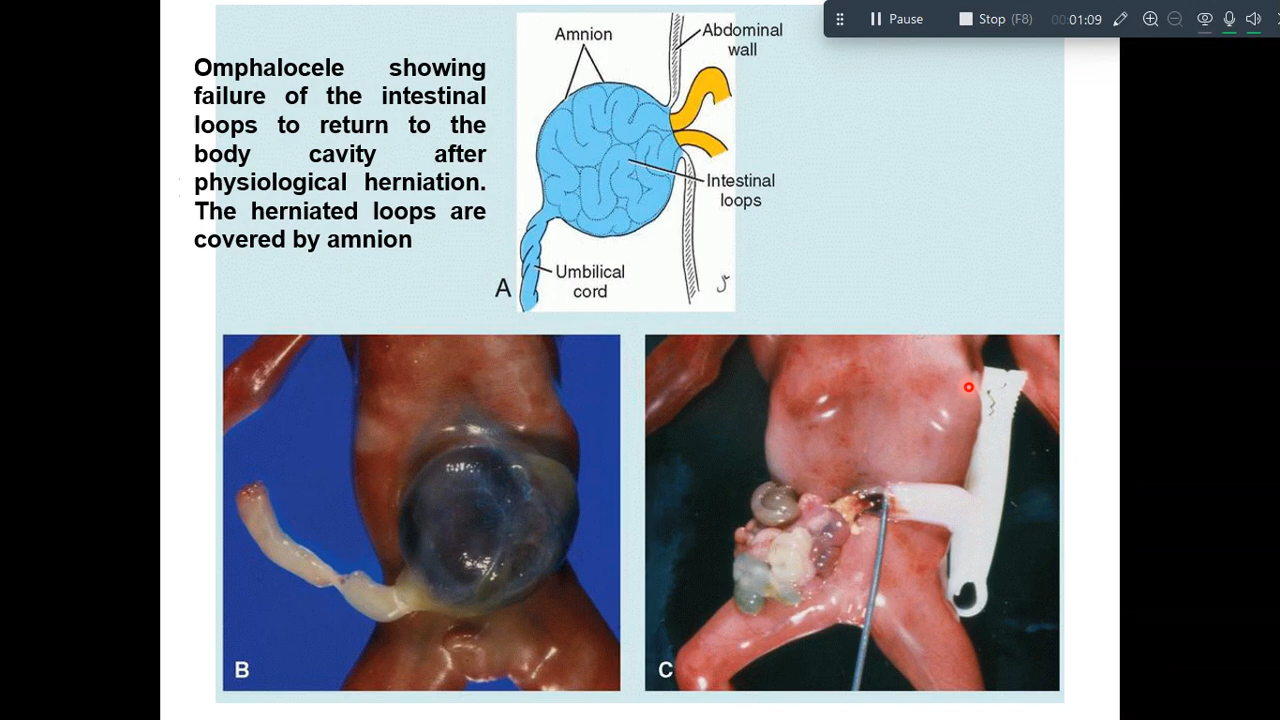 Pause
Stop (F8)
00:01:09
Omphalocele showing
failure of the intestinal
loops to return to the
body cavity after
physiological herniation.
The herniated loops are
covered by amnion
Amnion
Abdominal
wall
Intestinal
loops
Umbilical
cord
A
B
C